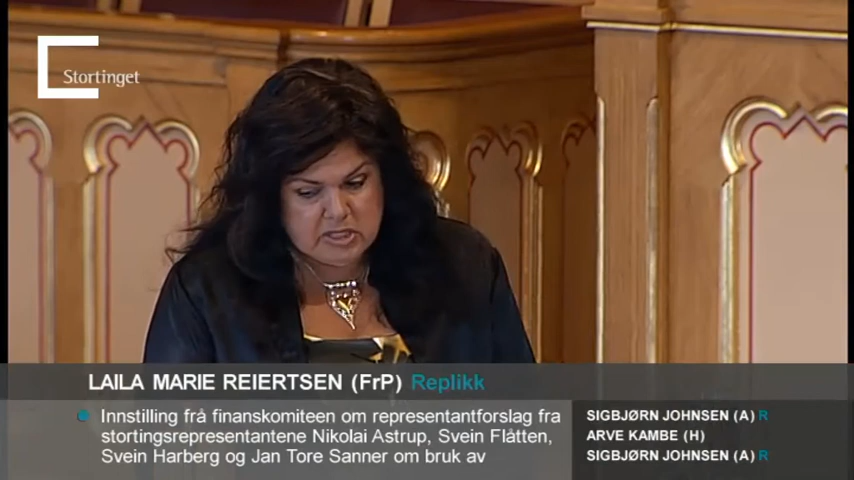 Stortinget
LAILA MARIE REIERTSEN (FrP) Replikk
Innstilling frå finanskomiteen om representantforslag fra
stortingsrepresentantene Nikolai Astrup, Svein Flåtten,
Svein Harberg og Jan Tore Sanner om bruk av
SIGBJØRN JOHNSEN (A) R
ARVE KAMBE (H)
SIGBJØRN JOHNSEN (A) R